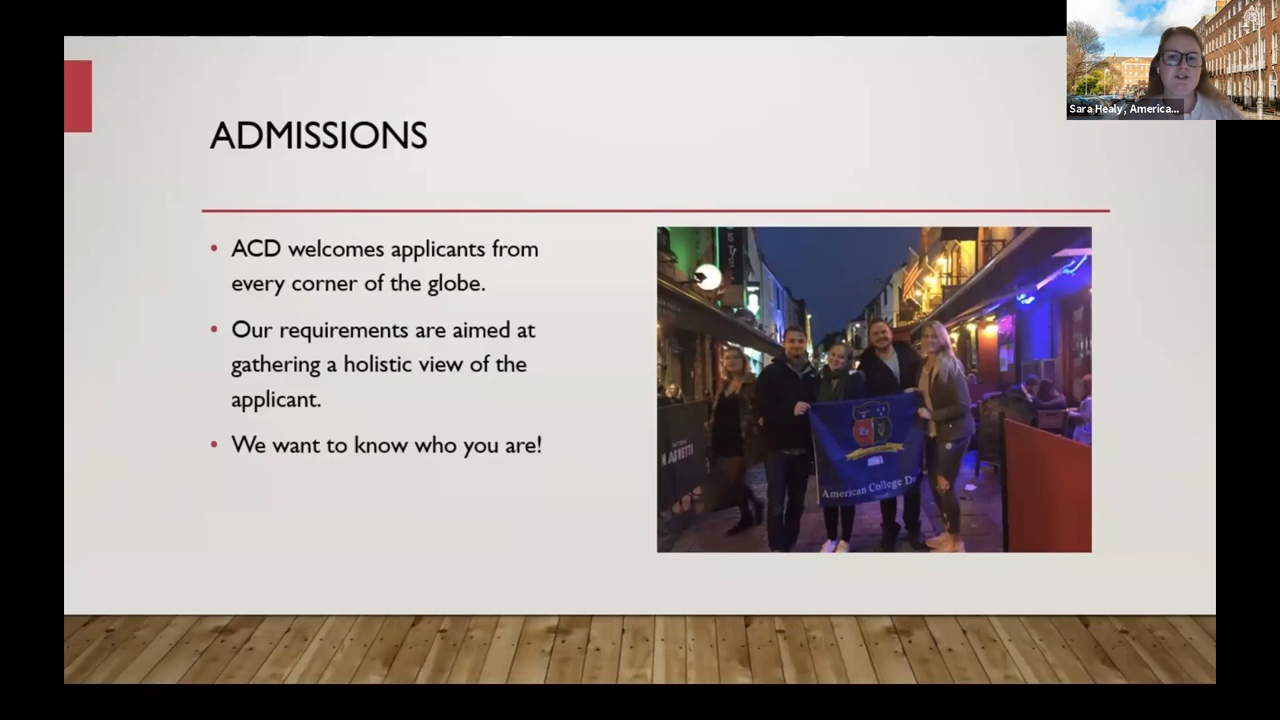 Sara Healy, America...
ADMISSIONS
• ACD welcomes applicants from
every corner of the globe.
• Our requirements are aimed at
gathering a holistic view of the
applicant.
• We want to know who you are!
American College Du